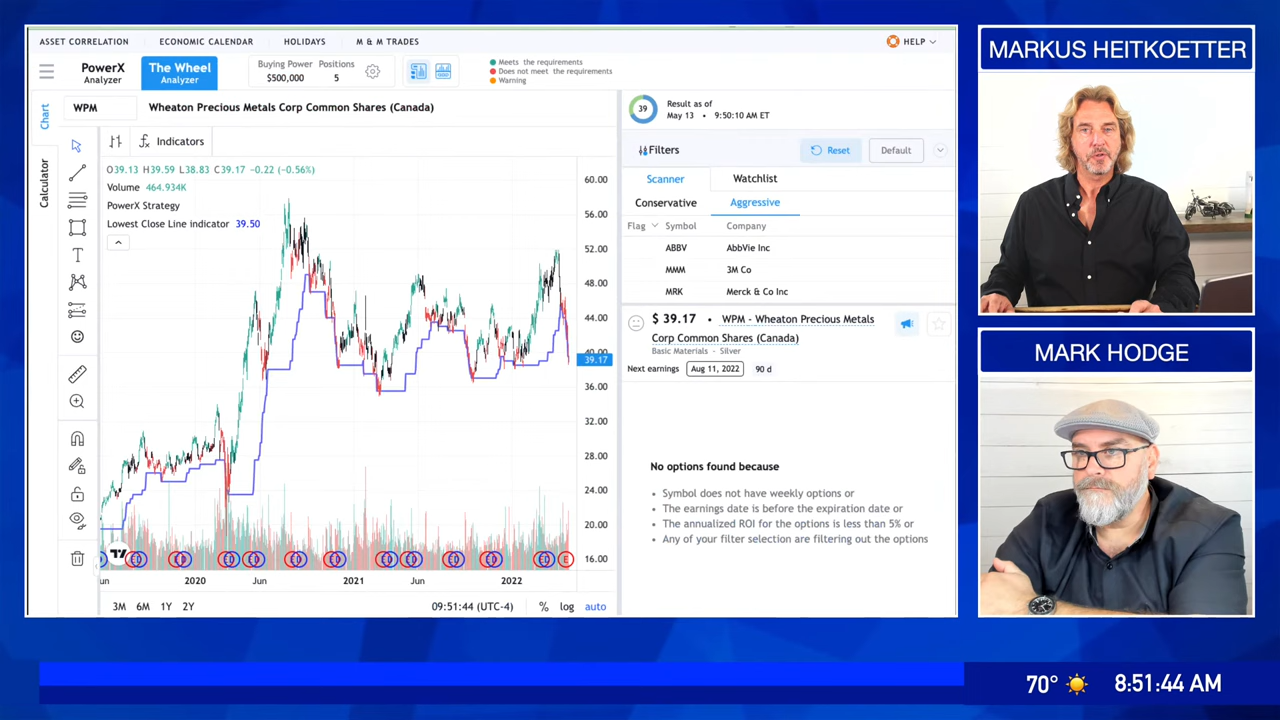 ASSET CORRELATION ECONOMIC CALENDAR HOLIDAYS M & M TRADES HELP
PowerX Analyzer
The Wheel Analyzer
Buying Power $500,000
Positions 5
Meets the requirements
Does not meet the requirements
Warning
Chart
Calculator
WPM Wheaton Precious Metals Corp Common Shares (Canada)
Indicators
O39.13 H39.59 L38.83 C39.17 -0.22 (-0.56%)
Volume 464.934K
PowerX Strategy
Lowest Close Line indicator 39.50
60.00
56.00
52.00
48.00
44.00
40.00
39.17
36.00
32.00
28.00
24.00
20.00
16.00
un 2020 Jun 2021 Jun 2022
3M 6M 1Y 2Y 09:51:44 (UTC-4) % log auto
39
Result as of
May 13 • 9:50:10 AM ET
Filters Reset Default
Scanner Watchlist
Conservative Aggressive
Flag Symbol Company
ABBV AbbVie Inc
MMM 3M Co
MRK Merck & Co Inc
$ 39.17 • WPM - Wheaton Precious Metals
Corp Common Shares (Canada)
Basic Materials • Silver
Next earnings Aug 11, 2022 90 d
No options found because
• Symbol does not have weekly options or
• The earnings date is before the expiration date or
• The annualized ROI for the options is less than 5% or
• Any of your filter selection are filtering out the options
MARKUS HEITKOETTER
MARK HODGE
70° 8:51:44 AM